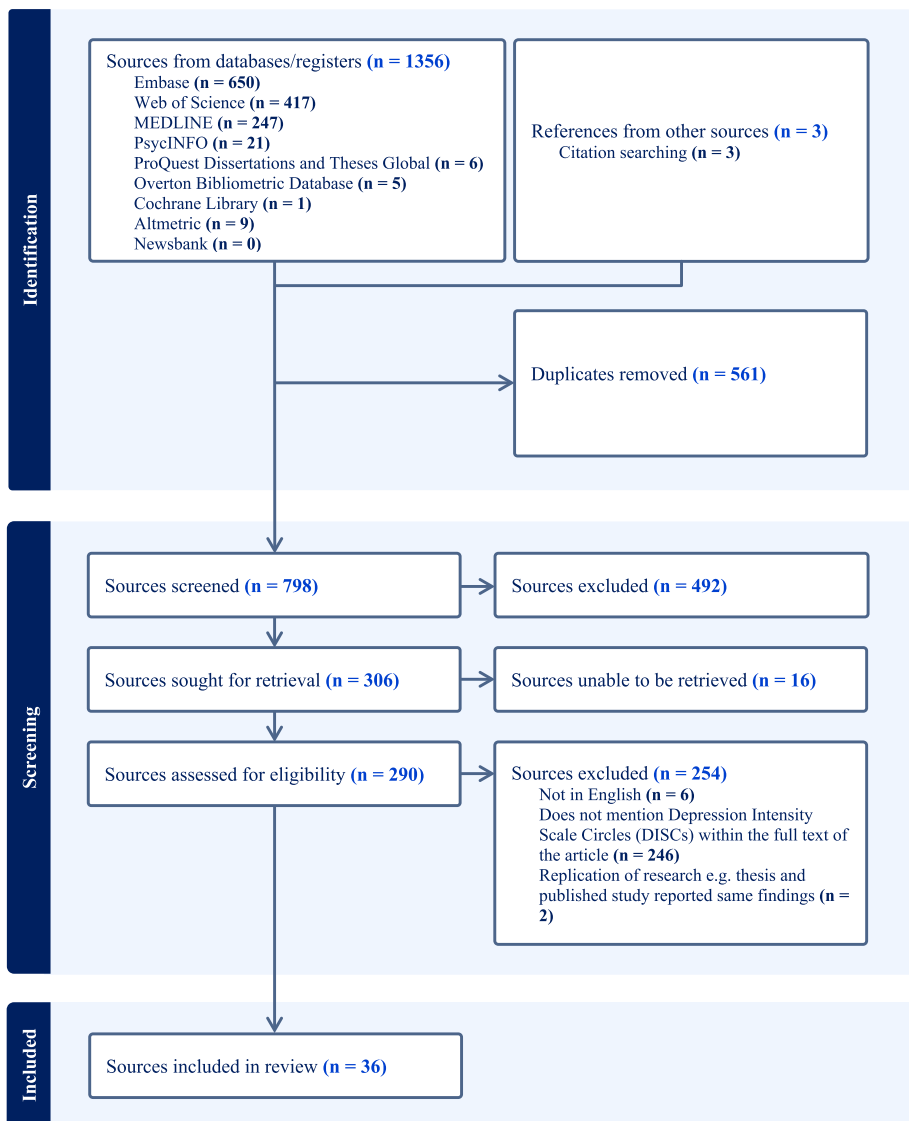 Identification
Sources from databases/registers (n = 1356)
Embase (n = 650)
Web of Science (n = 417)
MEDLINE (n = 247)
PsycINFO (n = 21)
ProQuest Dissertations and Theses Global (n = 6)
Overton Bibliometric Database (n = 5)
Cochrane Library (n = 1)
Altmetric (n = 9)
Newsbank (n = 0)
References from other sources (n = 3)
Citation searching (n = 3)
Duplicates removed (n = 561)
Screening
Sources screened (n = 798)
Sources excluded (n = 492)
Sources sought for retrieval (n = 306)
Sources unable to be retrieved (n = 16)
Sources assessed for eligibility (n = 290)
Sources excluded (n = 254)
Not in English (n = 6)
Does not mention Depression Intensity
Scale Circles (DISCs) within the full text of
the article (n = 246)
Replication of research e.g. thesis and
published study reported same findings (n =
2)
Included
Sources included in review (n = 36)